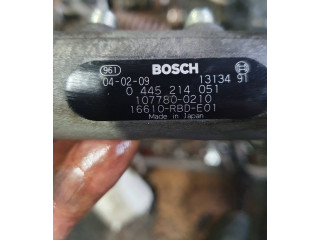 961 BOSCH
04-02-09 13134 91
0 445 214 051
107780-0210
16610-RBD-E01
Made in Japan